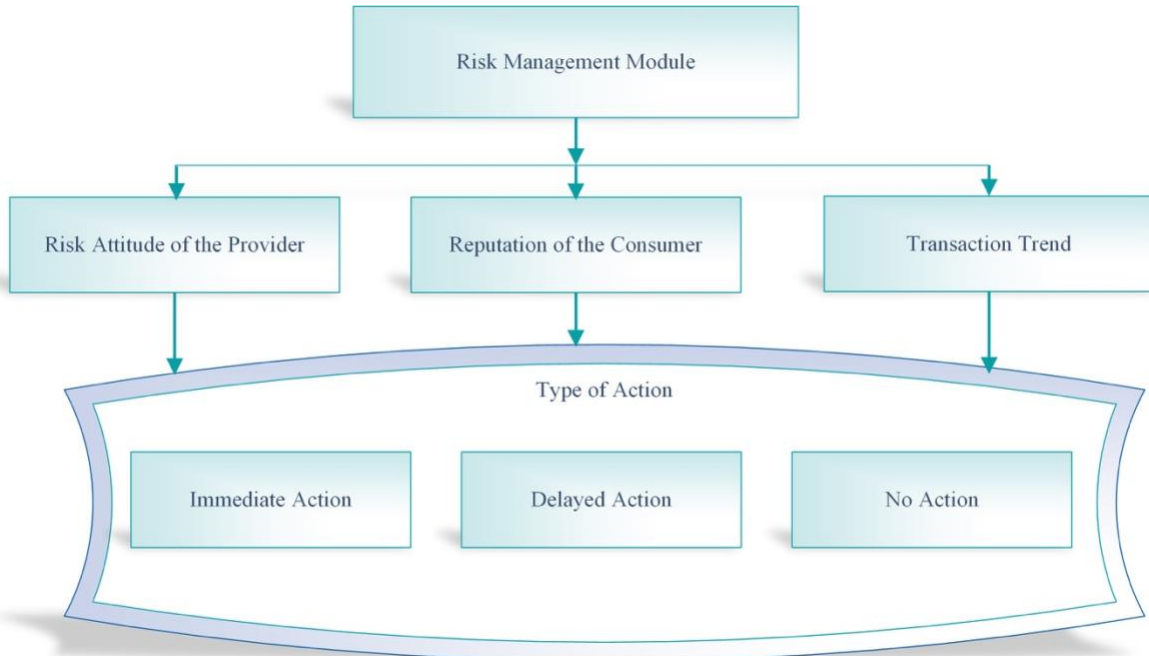 Risk Management Module
Risk Attitude of the Provider
Reputation of the Consumer
Transaction Trend
Type of Action
Immediate Action
Delayed Action
No Action